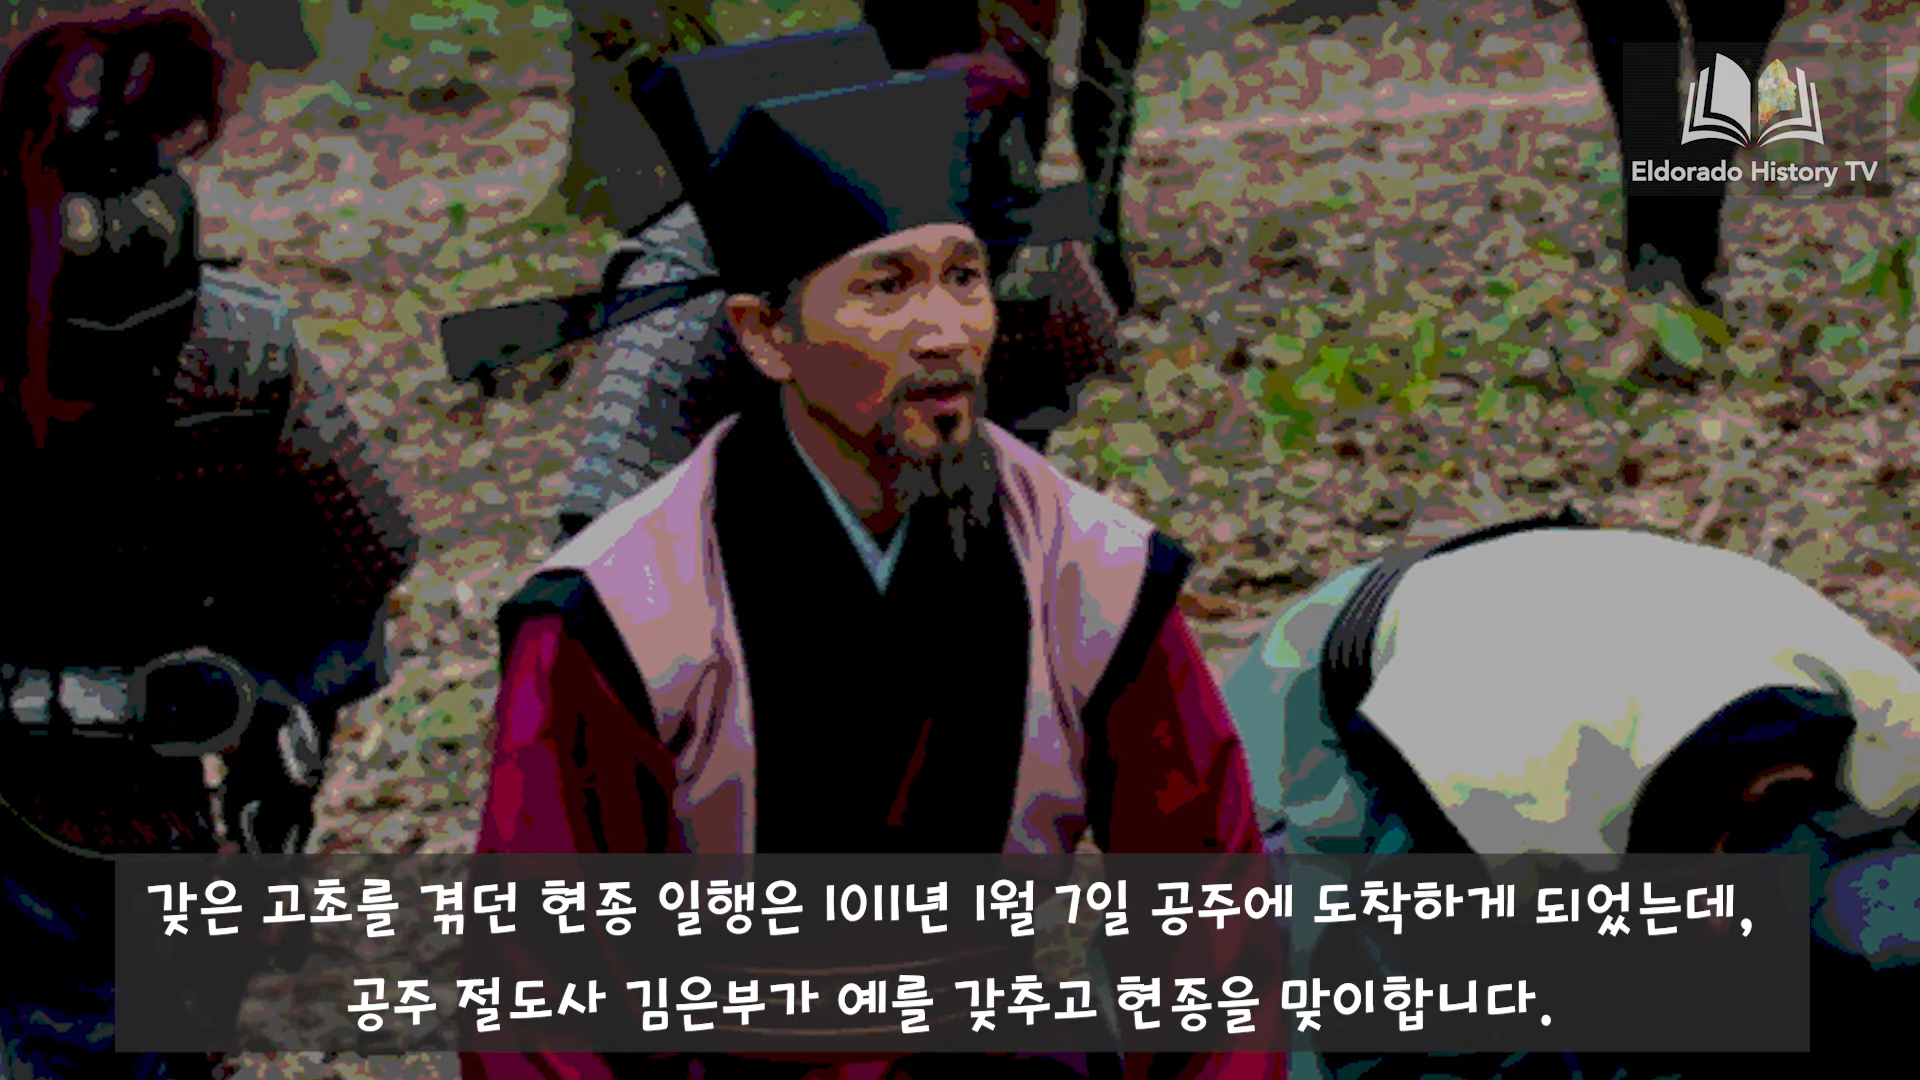 Eldorado History TV
갖은 고초를 겪던 현종 일행은 1011년 1월 7일 공주에 도착하게 되었는데,
공주 절도사 김은부가 예를 갖추고 현종을 맞이합니다.